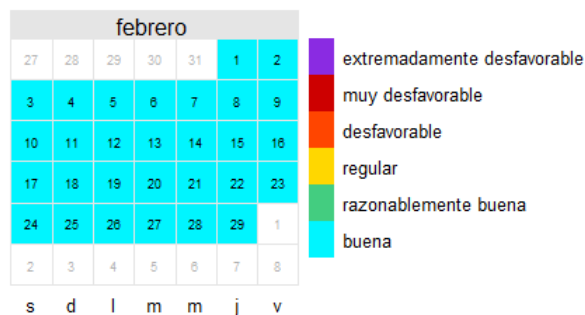 febrero
27 28 29 30 31 1 2
3 4 5 6 7 8 9
10 11 12 13 14 15 16
17 18 19 20 21 22 23
24 25 26 27 28 29 1
2 3 4 5 6 7 8
s d l m m j v
extremadamente desfavorable
muy desfavorable
desfavorable
regular
razonablemente buena
buena